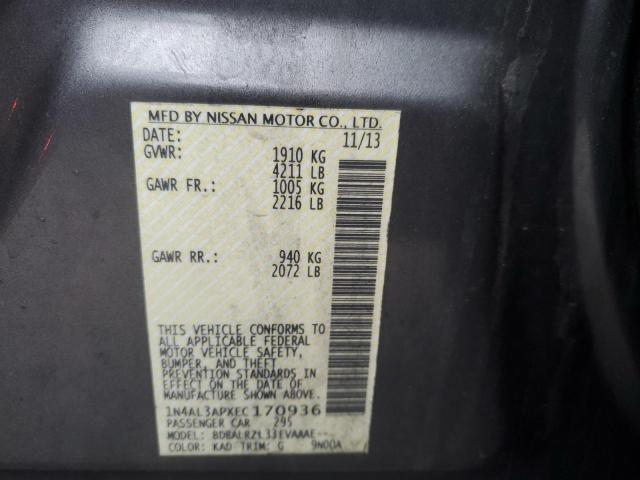 MFD BY NISSAN MOTOR CO., LTD.
DATE: 11/13
GVWR: 1910 KG
4211 LB
GAWR FR.: 1005 KG
2216 LB
GAWR RR.: 940 KG
2072 LB
THIS VEHICLE CONFORMS TO
ALL APPLICABLE FEDERAL
MOTOR VEHICLE SAFETY,
BUMPER, AND THEFT
PREVENTION STANDARDS IN
EFFECT ON THE DATE OF
MANUFACTURE SHOWN ABOVE.
1N4AL3APXEC170936
PASSENGER CAR 295
MODEL: BDBALRZL33EVAAAE--
COLOR: KAD TRIM: G 9N00A